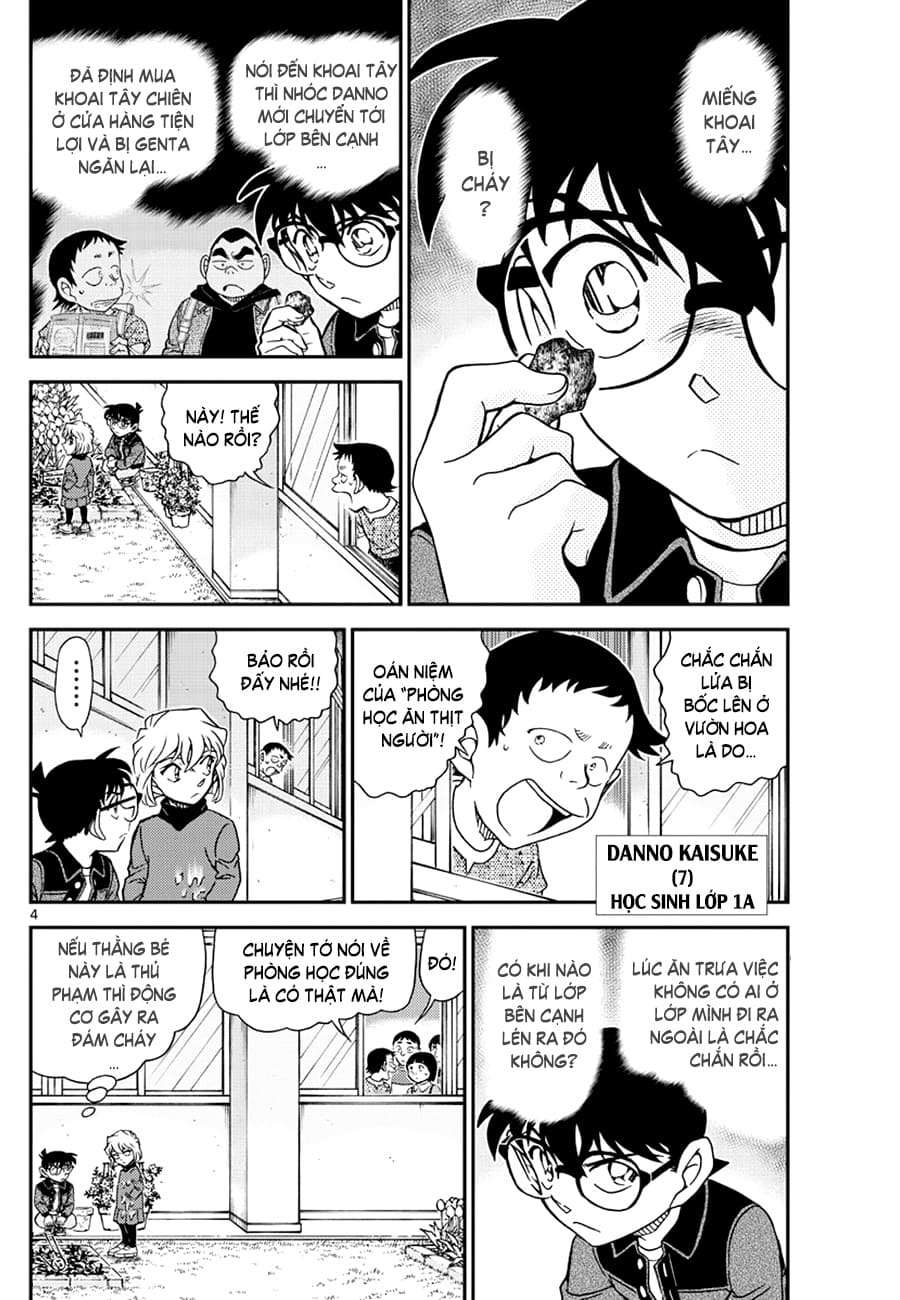 MIẾNG
KHOAI
TÂY...
BỊ
CHÁY
?
NÓI ĐẾN KHOAI TÂY
THÌ NHÓC DANNO
MỚI CHUYỂN TỚI
LỚP BÊN CẠNH
...
ĐÃ ĐỊNH MUA
KHOAI TÂY CHIÊN
Ở CỬA HÀNG TIỆN
LỢI VÀ BỊ GENTA
NGĂN LẠI...
NÀY! THẾ
NÀO RỒI?
CHẮC CHẮN
LỬA BỊ
BỐC LÊN Ở
VƯỜN HOA
LÀ DO...
OÁN NIỆM
CỦA "PHÒNG
HỌC ĂN THỊT
NGƯỜI"!
DANNO KAISUKE
(7)
HỌC SINH LỚP 1A
BẢO RỒI
ĐẤY NHÉ!!
......
4
LÚC ĂN TRƯA VIỆC
KHÔNG CÓ AI Ở
LỚP MÌNH ĐI RA
NGOÀI LÀ CHẮC
CHẮN RỒI...
CÓ KHI NÀO
LÀ TỪ LỚP
BÊN CẠNH
LÉN RA ĐÓ
KHÔNG?
ĐÓ!
CHUYỆN TỚ NÓI VỀ
PHÒNG HỌC ĐÚNG
LÀ CÓ THẬT MÀ!
NẾU THẰNG BÉ
NÀY LÀ THỦ
PHẠM THÌ ĐỘNG
CƠ GÂY RA
ĐÁM CHÁY
...